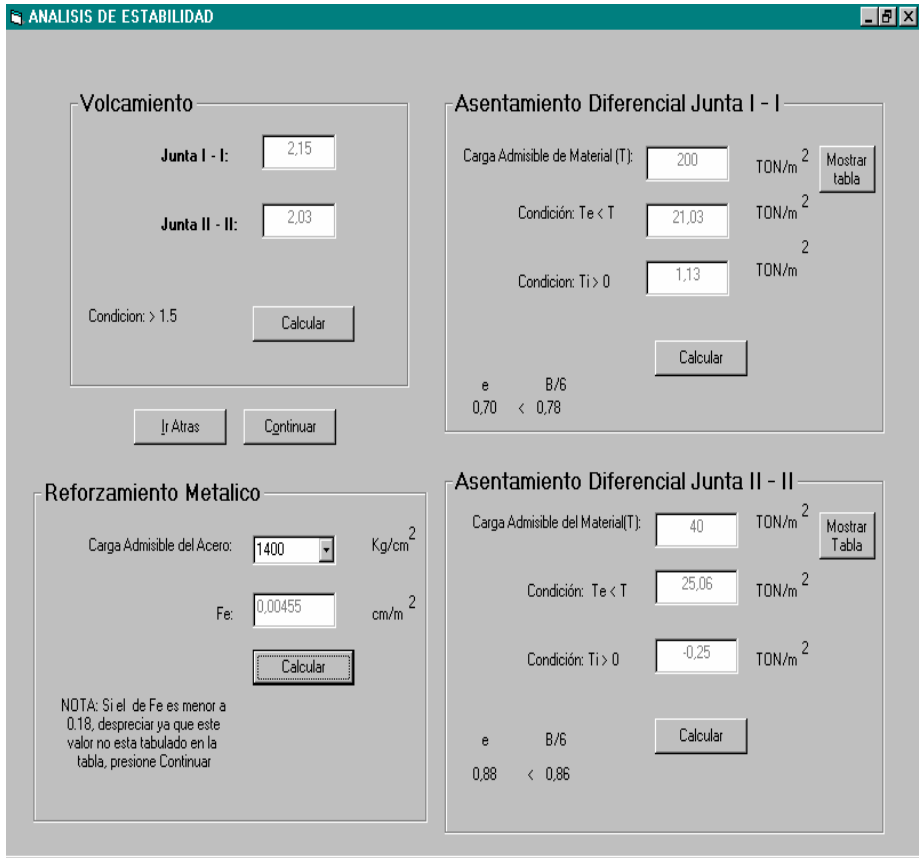 ANALISIS DE ESTABILIDAD
Volcamiento
Junta I - I: 2,15
Junta II - II: 2,03
Condicion: > 1.5 Calcular
Ir Atras Continuar
Asentamiento Diferencial Junta I - I
Carga Admisible de Material (T): 200 TON/m 2 Mostrar
tabla
Condición: Te < T 21,03 TON/m 2
Condicion: Ti > 0 1,13 TON/m 2
Calcular
e B/6
0,70 < 0,78
Reforzamiento Metalico
Carga Admisible del Acero: 1400 Kg/cm 2
Fe: 0,00455 cm/m 2
Calcular
NOTA: Si el de Fe es menor a
0.18, despreciar ya que este
valor no esta tabulado en la
tabla, presione Continuar
Asentamiento Diferencial Junta II - II
Carga Admisible del Material(T): 40 TON/m 2 Mostrar
Tabla
Condición: Te < T 25,06 TON/m 2
Condición: Ti > 0 -0,25 TON/m 2
Calcular
e B/6
0,88 < 0,86